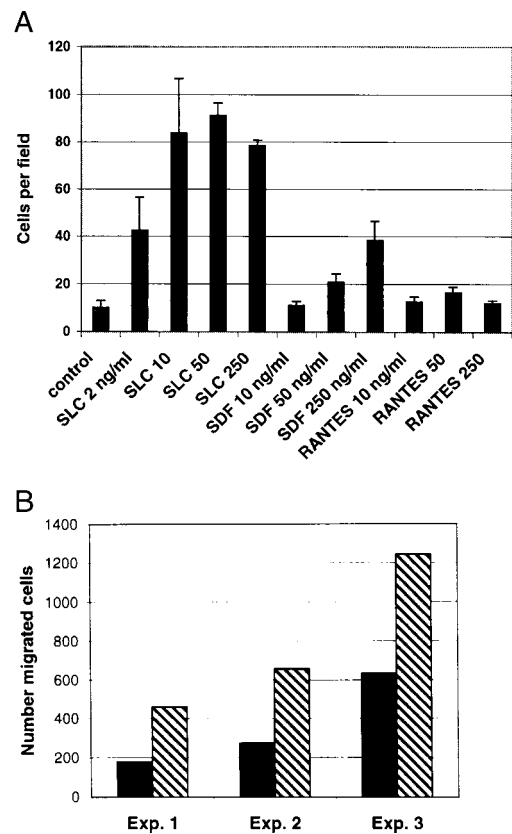 A
120
100
80
60
40
20
0
Cells per field
control
SLC 2 ng/ml
SLC 10
SLC 50
SLC 250
SDF 10 ng/ml
SDF 50 ng/ml
SDF 250 ng/ml
RANTES 10 ng/ml
RANTES 50
RANTES 250
B
1400
1200
1000
800
600
400
200
0
Number migrated cells
Exp. 1
Exp. 2
Exp. 3